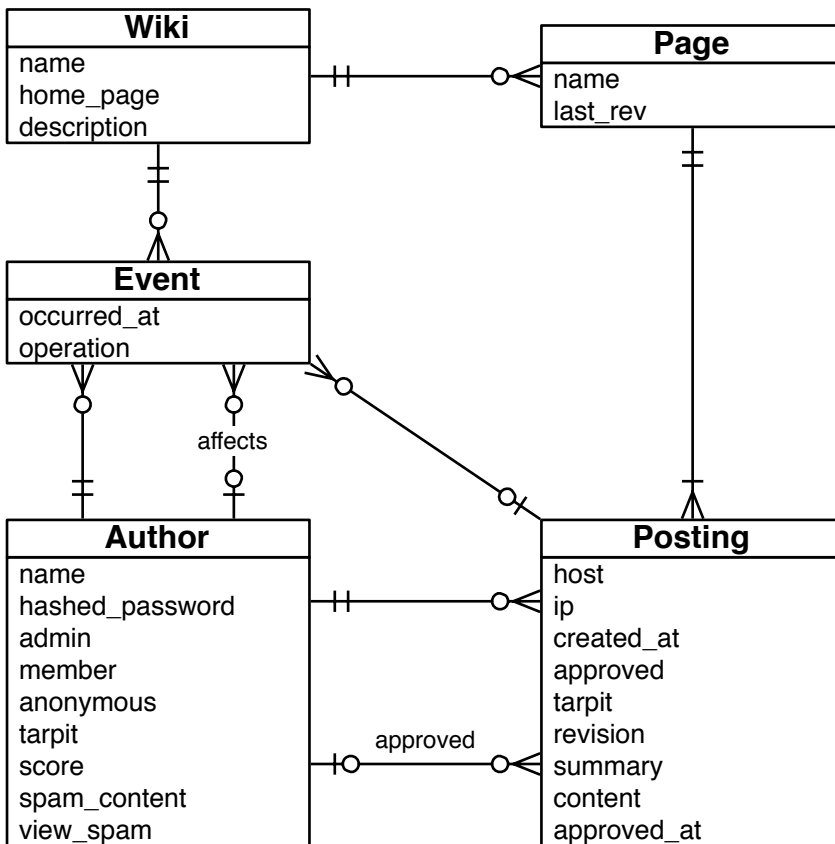 Wiki
name
home_page
description
Page
name
last_rev
Event
occurred_at
operation
affects
Author
name
hashed_password
admin
member
anonymous
tarpit
score
spam_content
view_spam
approved
Posting
host
ip
created_at
approved
tarpit
revision
summary
content
approved_at